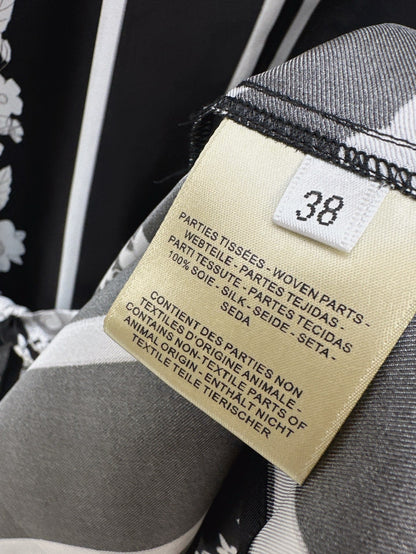 38
PARTIES TISSÉES - WOVEN PARTS -
WEBTEILE - PARTES TEJIDAS -
PARTI TESSUTE - PARTES TECIDAS
100% SOIE - SILK - SEIDE - SETA -
SEDA
CONTIENT DES PARTIES NON
TEXTILES D'ORIGINE ANIMALE -
CONTAINS NON-TEXTILE PARTS OF
ANIMAL ORIGIN - ENTHÄLT NICHT
TEXTILE TEILE TIERISCHER